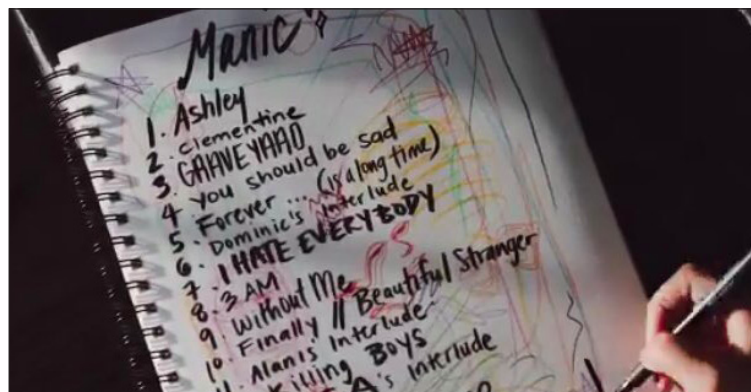 Manic
1. Ashley
2. clementine
3. GRAVEYARD
4. you should be sad
5. Forever ... (is a long time)
6. Dominic's interlude
7. I HATE EVERYBODY
8. 3 AM
9. Without Me
10. Finally // Beautiful Stranger
Alanis' Interlude
killing BOYS
A's interlude